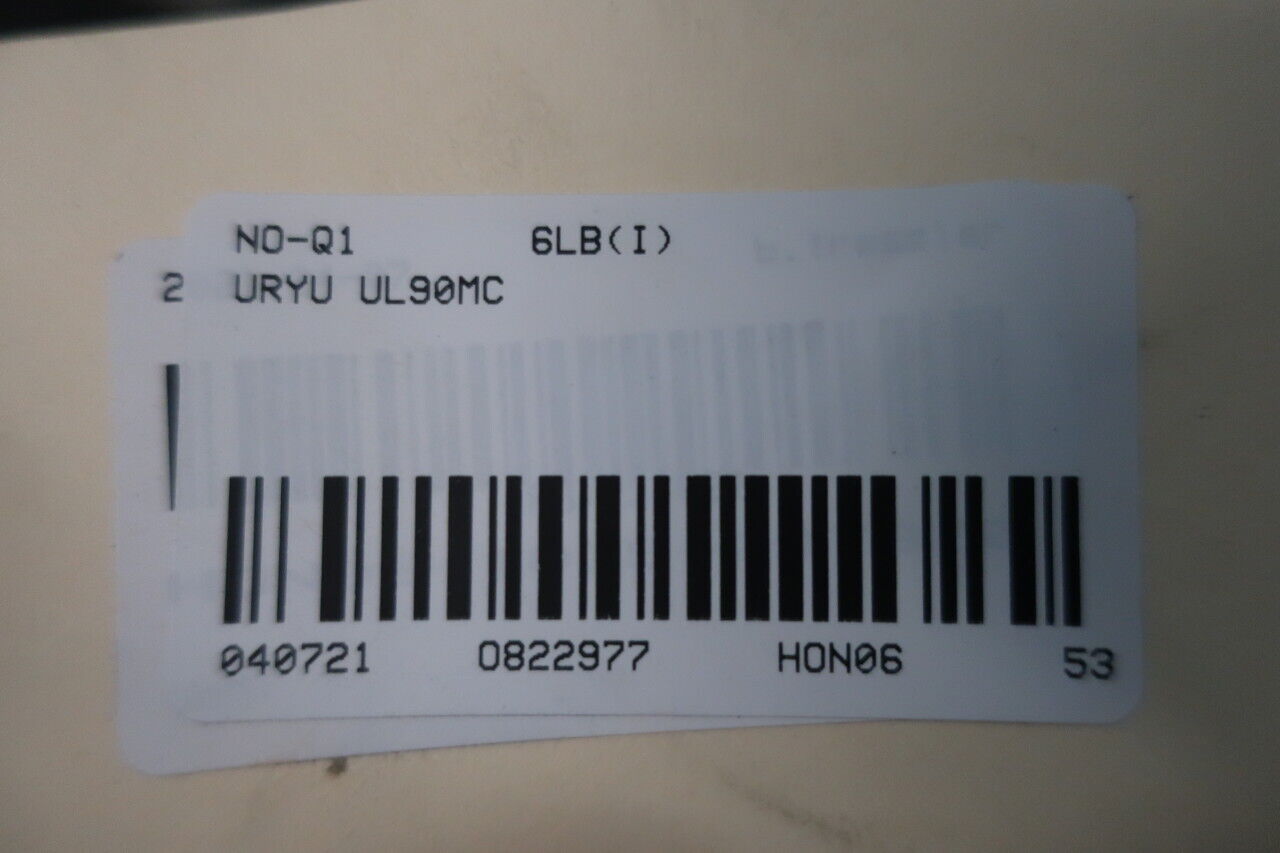 NO-Q1 6LB(I)
2 URYU UL90MC
040721 0822977 HON06 53